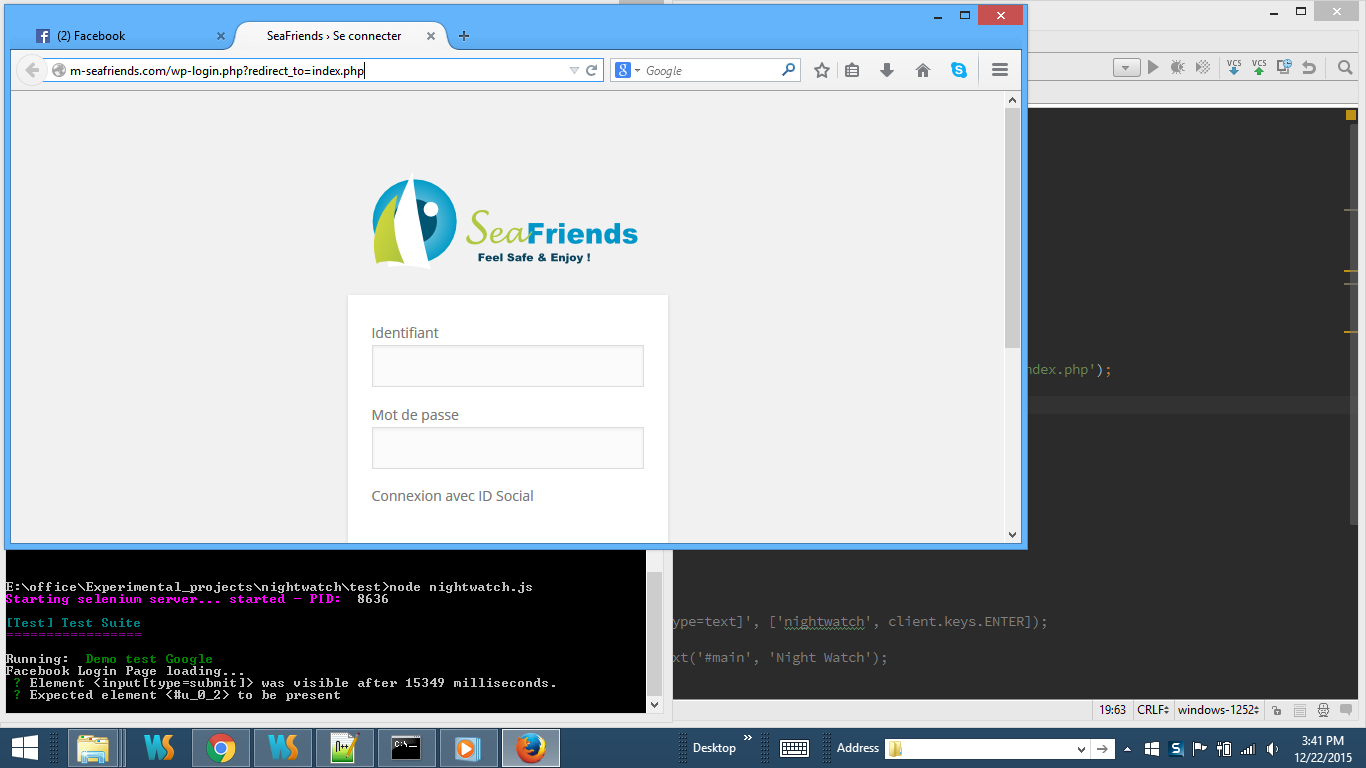 (2) Facebook
SeaFriends › Se connecter
m-seafriends.com/wp-login.php?redirect_to=index.php
Google
VCS VCS
SeaFriends
Feel Safe & Enjoy !
Identifiant
Mot de passe
Connexion avec ID Social
ndex.php');
E:\office\Experimental_projects\nightwatch\test>node nightwatch.js
Starting selenium server... started - PID: 8636
[Test] Test Suite
==================
Running: Demo test Google
Facebook Login Page loading...
? Element <input[type=submit]> was visible after 15349 milliseconds.
? Expected element <#u_0_2> to be present
ype=text]', ['nightwatch', client.keys.ENTER]);
xt('#main', 'Night Watch');
19:63 CRLF windows-1252
Desktop
Address
3:41 PM
12/22/2015